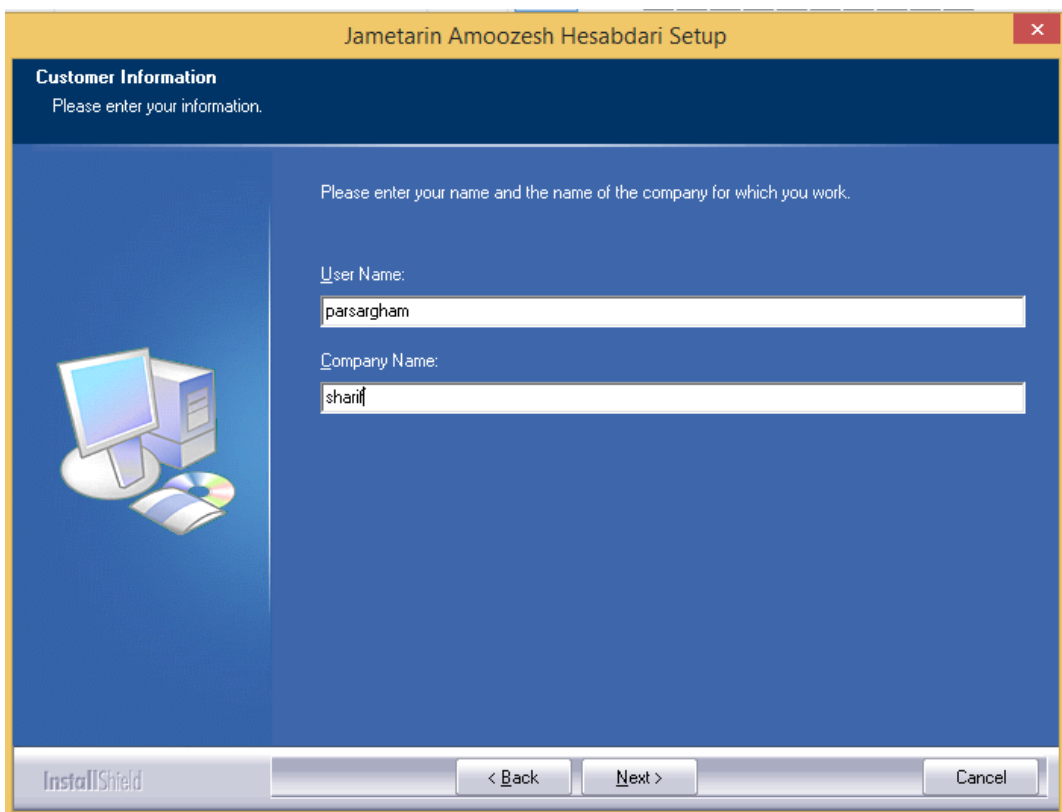 Jametarin Amoozesh Hesabdari Setup
Customer Information
Please enter your information.
Please enter your name and the name of the company for which you work.
User Name:
parsargham
Company Name:
sharif
InstallShield
< Back
Next >
Cancel